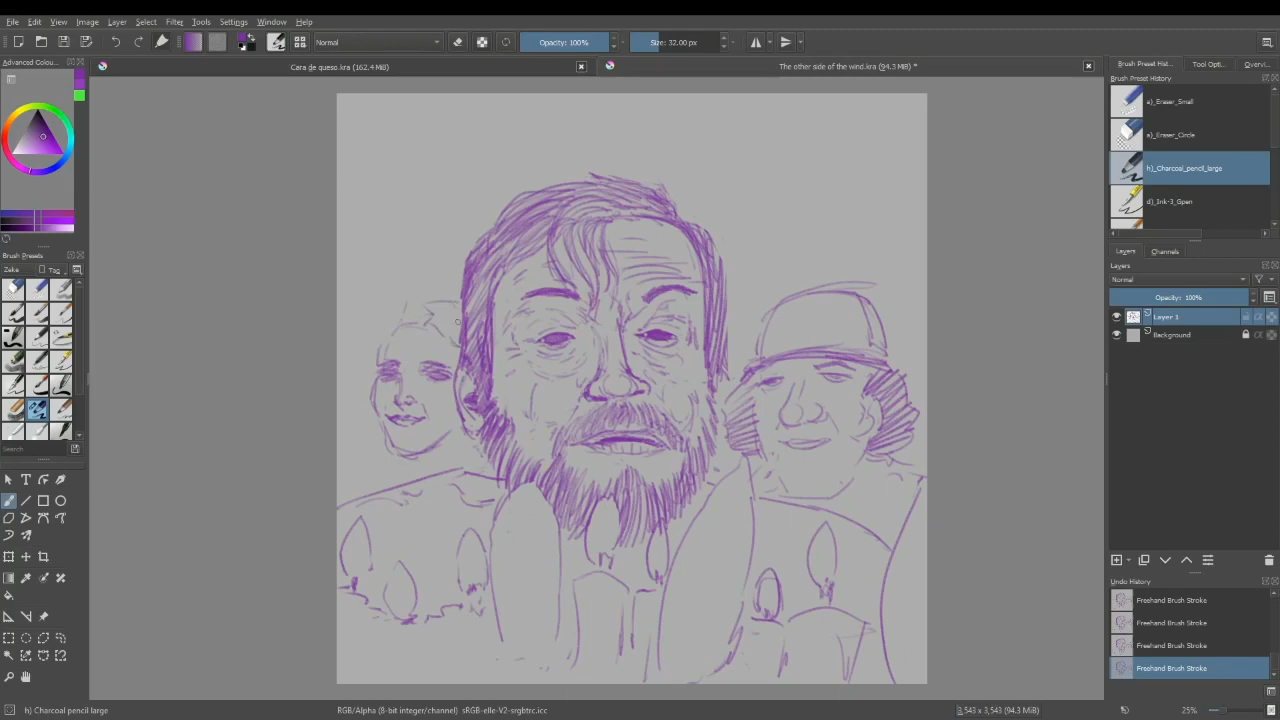 File Edit View Image Layer Select Filter Tools Settings Window Help
Normal
Opacity: 100%
Size: 32.00 px
Advanced Colou...
Cara de queso.kra (162.4 MiB)
The other side of the wind.kra (94.3 MiB) *
Brush Preset Hist...
Tool Opti...
Overvi...
Brush Preset History
a)_Eraser_Small
a)_Eraser_Circle
h)_Charcoal_pencil_large
d)_Ink-3_Gpen
Layers Channels
Brush Presets
Zeke
Tag
Layers
Normal
Opacity: 100%
Layer 1
Background
Search
Undo History
Freehand Brush Stroke
Freehand Brush Stroke
Freehand Brush Stroke
Freehand Brush Stroke
h) Charcoal pencil large
RGB/Alpha (8-bit integer/channel) sRGB-elle-V2-srgbtrc.icc
3,543 x 3,543 (94.3 MiB)
25%